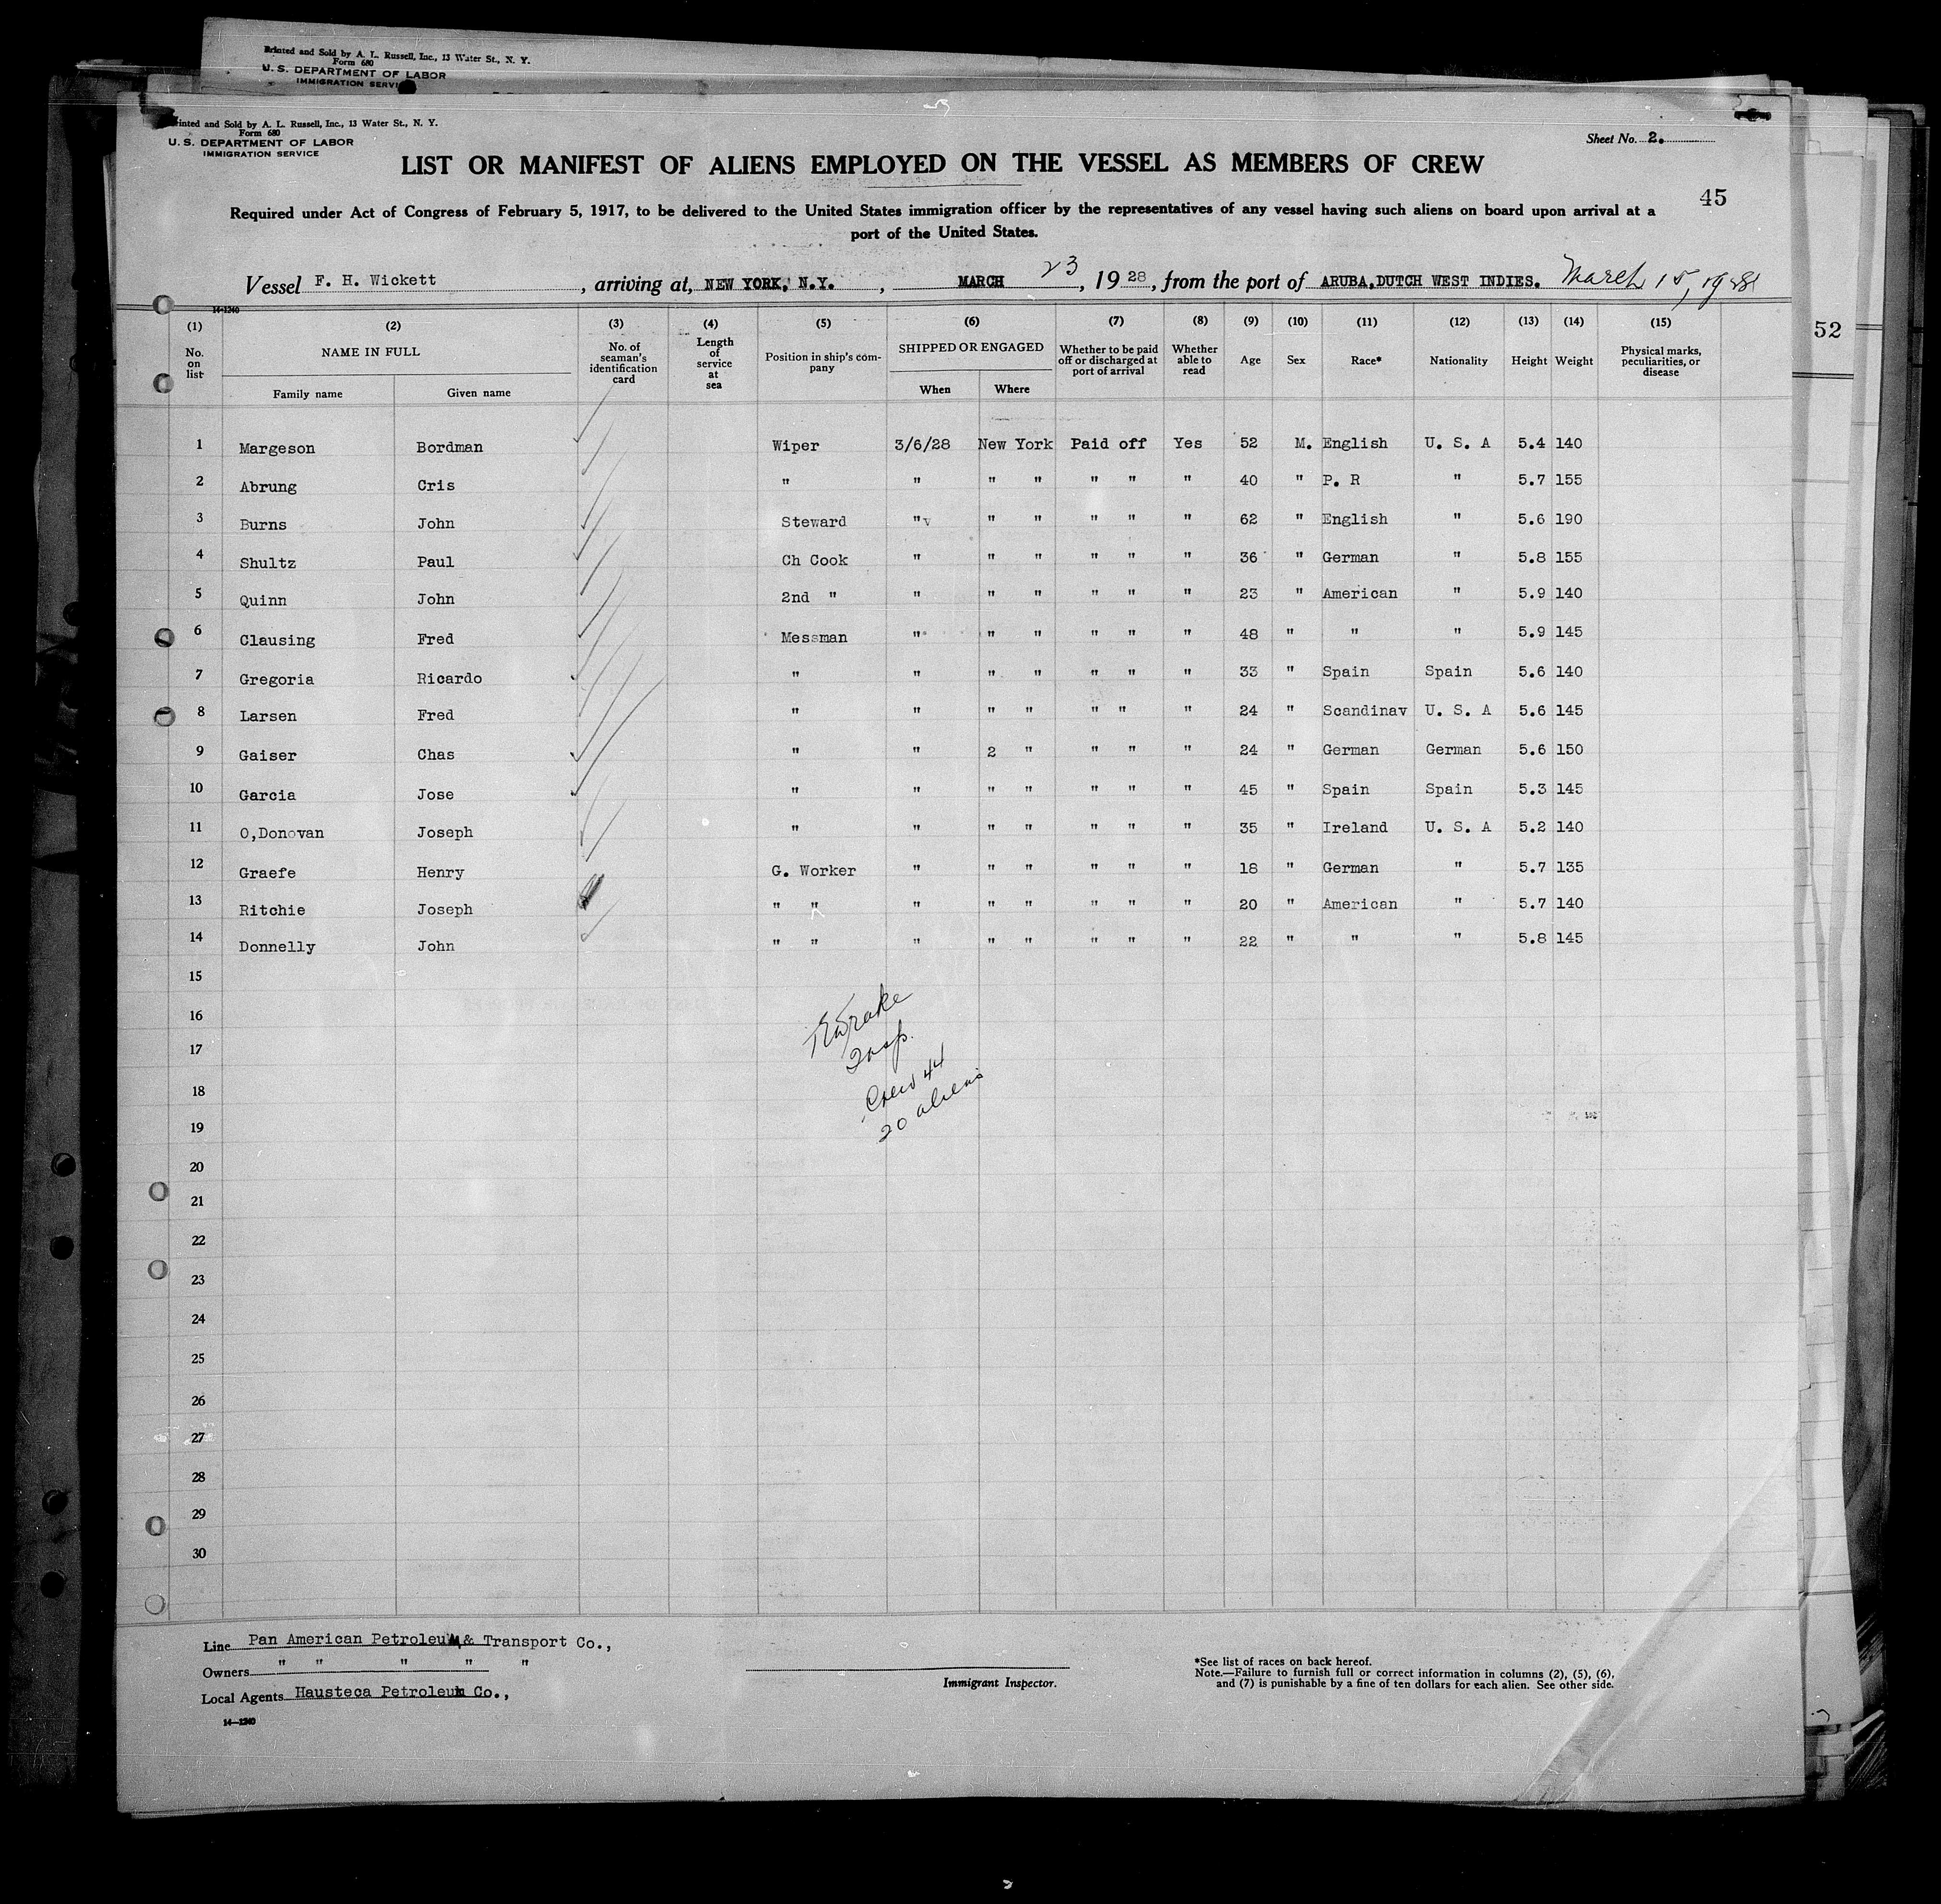 Printed and Sold by A. L. Russell, Inc., 13 Water St., N. Y.
Form 680
U. S. DEPARTMENT OF LABOR
IMMIGRATION SERVICE
Printed and Sold by A. L. Russell, Inc., 13 Water St., N. Y.
Form 680
U. S. DEPARTMENT OF LABOR
IMMIGRATION SERVICE
Sheet No. 2.
LIST OR MANIFEST OF ALIENS EMPLOYED ON THE VESSEL AS MEMBERS OF CREW
45
Required under Act of Congress of February 5, 1917, to be delivered to the United States immigration officer by the representatives of any vessel having such aliens on board upon arrival at a
port of the United States.
Vessel F. H. Wickett, arriving at, NEW YORK, N.Y., MARCH 23, 1928, from the port of ARUBA, DUTCH WEST INDIES. March 15, 1928
14-1240
52
(1) No. on list (2) NAME IN FULL Family name Given name (3) No. of seaman's identification card (4) Length of service at sea (5) Position in ship's company (6) SHIPPED OR ENGAGED When Where (7) Whether to be paid off or discharged at port of arrival (8) Whether able to read (9) Age (10) Sex (11) Race* (12) Nationality (13) Height (14) Weight (15) Physical marks, peculiarities, or disease
1 Margeson Bordman Wiper 3/6/28 New York Paid off Yes 52 M. English U. S. A 5.4 140
2 Abrung Cris " " " " " " " 40 " P. R " 5.7 155
3 Burns John Steward "v " " " " " 62 " English " 5.6 190
4 Shultz Paul Ch Cook " " " " " " 36 " German " 5.8 155
5 Quinn John 2nd " " " " " " " 23 " American " 5.9 140
6 Clausing Fred Messman " " " " " " 48 " " " 5.9 145
7 Gregoria Ricardo " " " " " " " 33 " Spain Spain 5.6 140
8 Larsen Fred " " " " " " " 24 " Scandinav U. S. A 5.6 145
9 Gaiser Chas " " 2 " " " " 24 " German German 5.6 150
10 Garcia Jose " " " " " " " 45 " Spain Spain 5.3 145
11 O,Donovan Joseph " " " " " " " 35 " Ireland U. S. A 5.2 140
12 Graefe Henry G. Worker " " " " " " 18 " German " 5.7 135
13 Ritchie Joseph " " " " " " " " 20 " American " 5.7 140
14 Donnelly John " " " " " " " " 22 " " " 5.8 145
15
16
17
18
19
20
21
22
23
24
25
26
27
28
29
30
Drake
Insp.
Crew 44
20 aliens
Line Pan American Petroleum & Transport Co.,
Owners " " " " "
Local Agents Hausteca Petroleum Co.,
14-1240
Immigrant Inspector.
*See list of races on back hereof.
Note.—Failure to furnish full or correct information in columns (2), (5), (6),
and (7) is punishable by a fine of ten dollars for each alien. See other side.